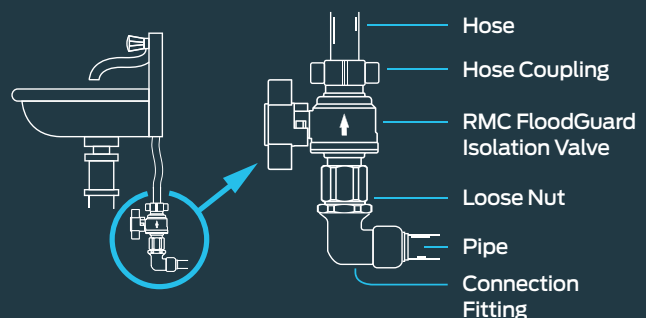 Hose
Hose Coupling
RMC FloodGuard
Isolation Valve
Loose Nut
Pipe
Connection
Fitting